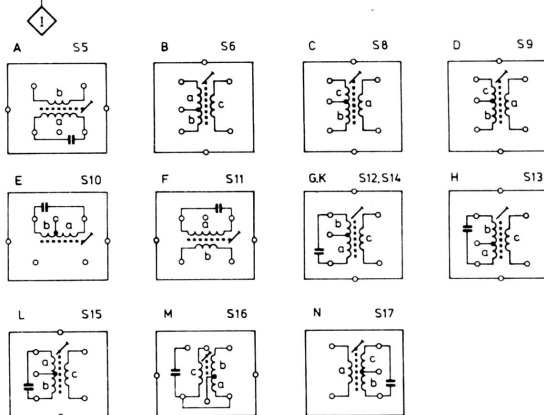 1
A S5 B S6 C S8 D S9
b a a b c c b a c b a
E S10 F S11 G,K S12,S14 H S13
b a a b b a c b a c
L S15 M S16 N S17
a b c c b a a c b